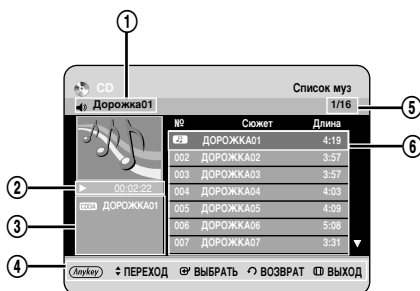 1
CD
Список муз
Дорожка01
1/16
5
№ Сюжет Длина
ДОРОЖКА01 4:19
6
002 ДОРОЖКА02 3:57
003 ДОРОЖКА03 3:57
2
00:02:22
004 ДОРОЖКА04 4:03
CDDA ДОРОЖКА01
005 ДОРОЖКА05 4:09
3
006 ДОРОЖКА06 5:08
007 ДОРОЖКА07 3:31
4
Anykey ПЕРЕХОД ВЫБРАТЬ ВОЗВРАТ ВЫХОД